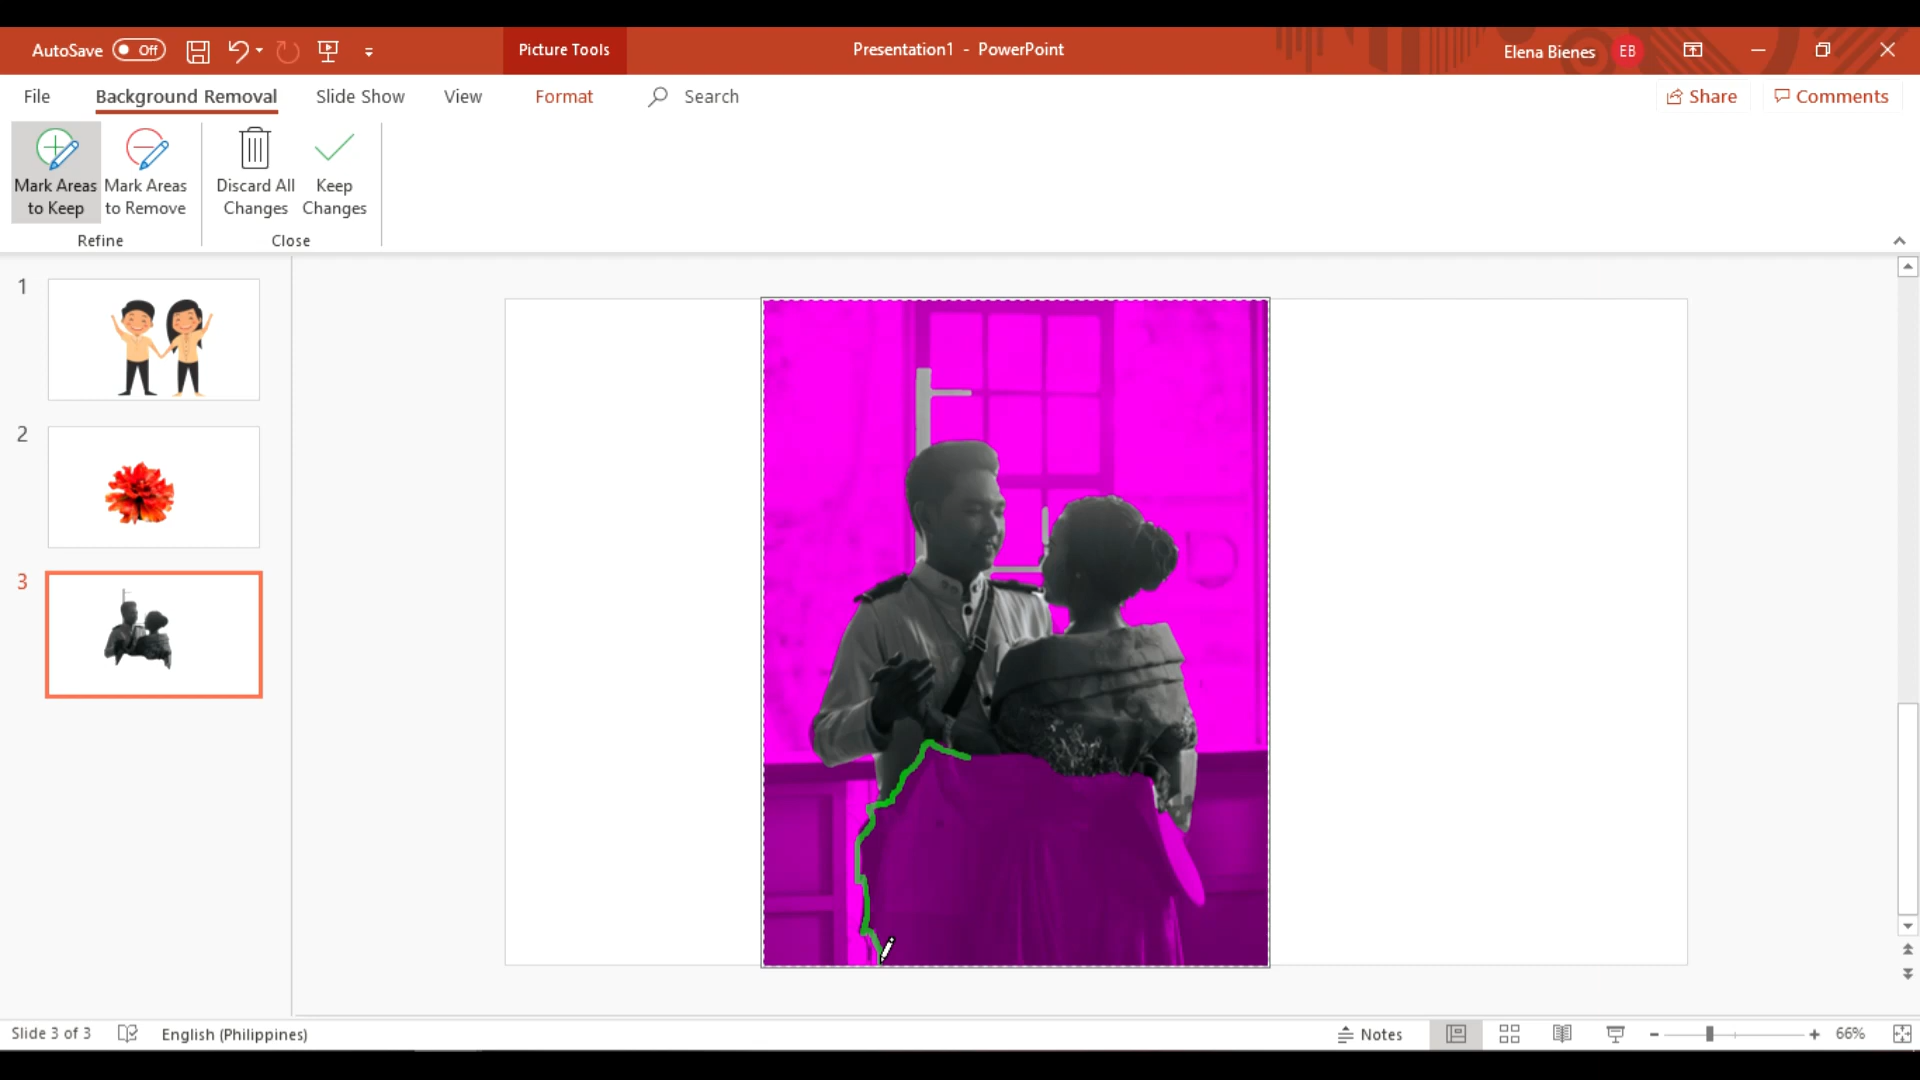 AutoSave Off Picture Tools Presentation1 - PowerPoint Elena Bienes EB
File Background Removal Slide Show View Format Search Share Comments
Mark Areas to Keep
Mark Areas to Remove
Discard All Changes
Keep Changes
Refine Close
1
2
3
Slide 3 of 3 English (Philippines) Notes 66%